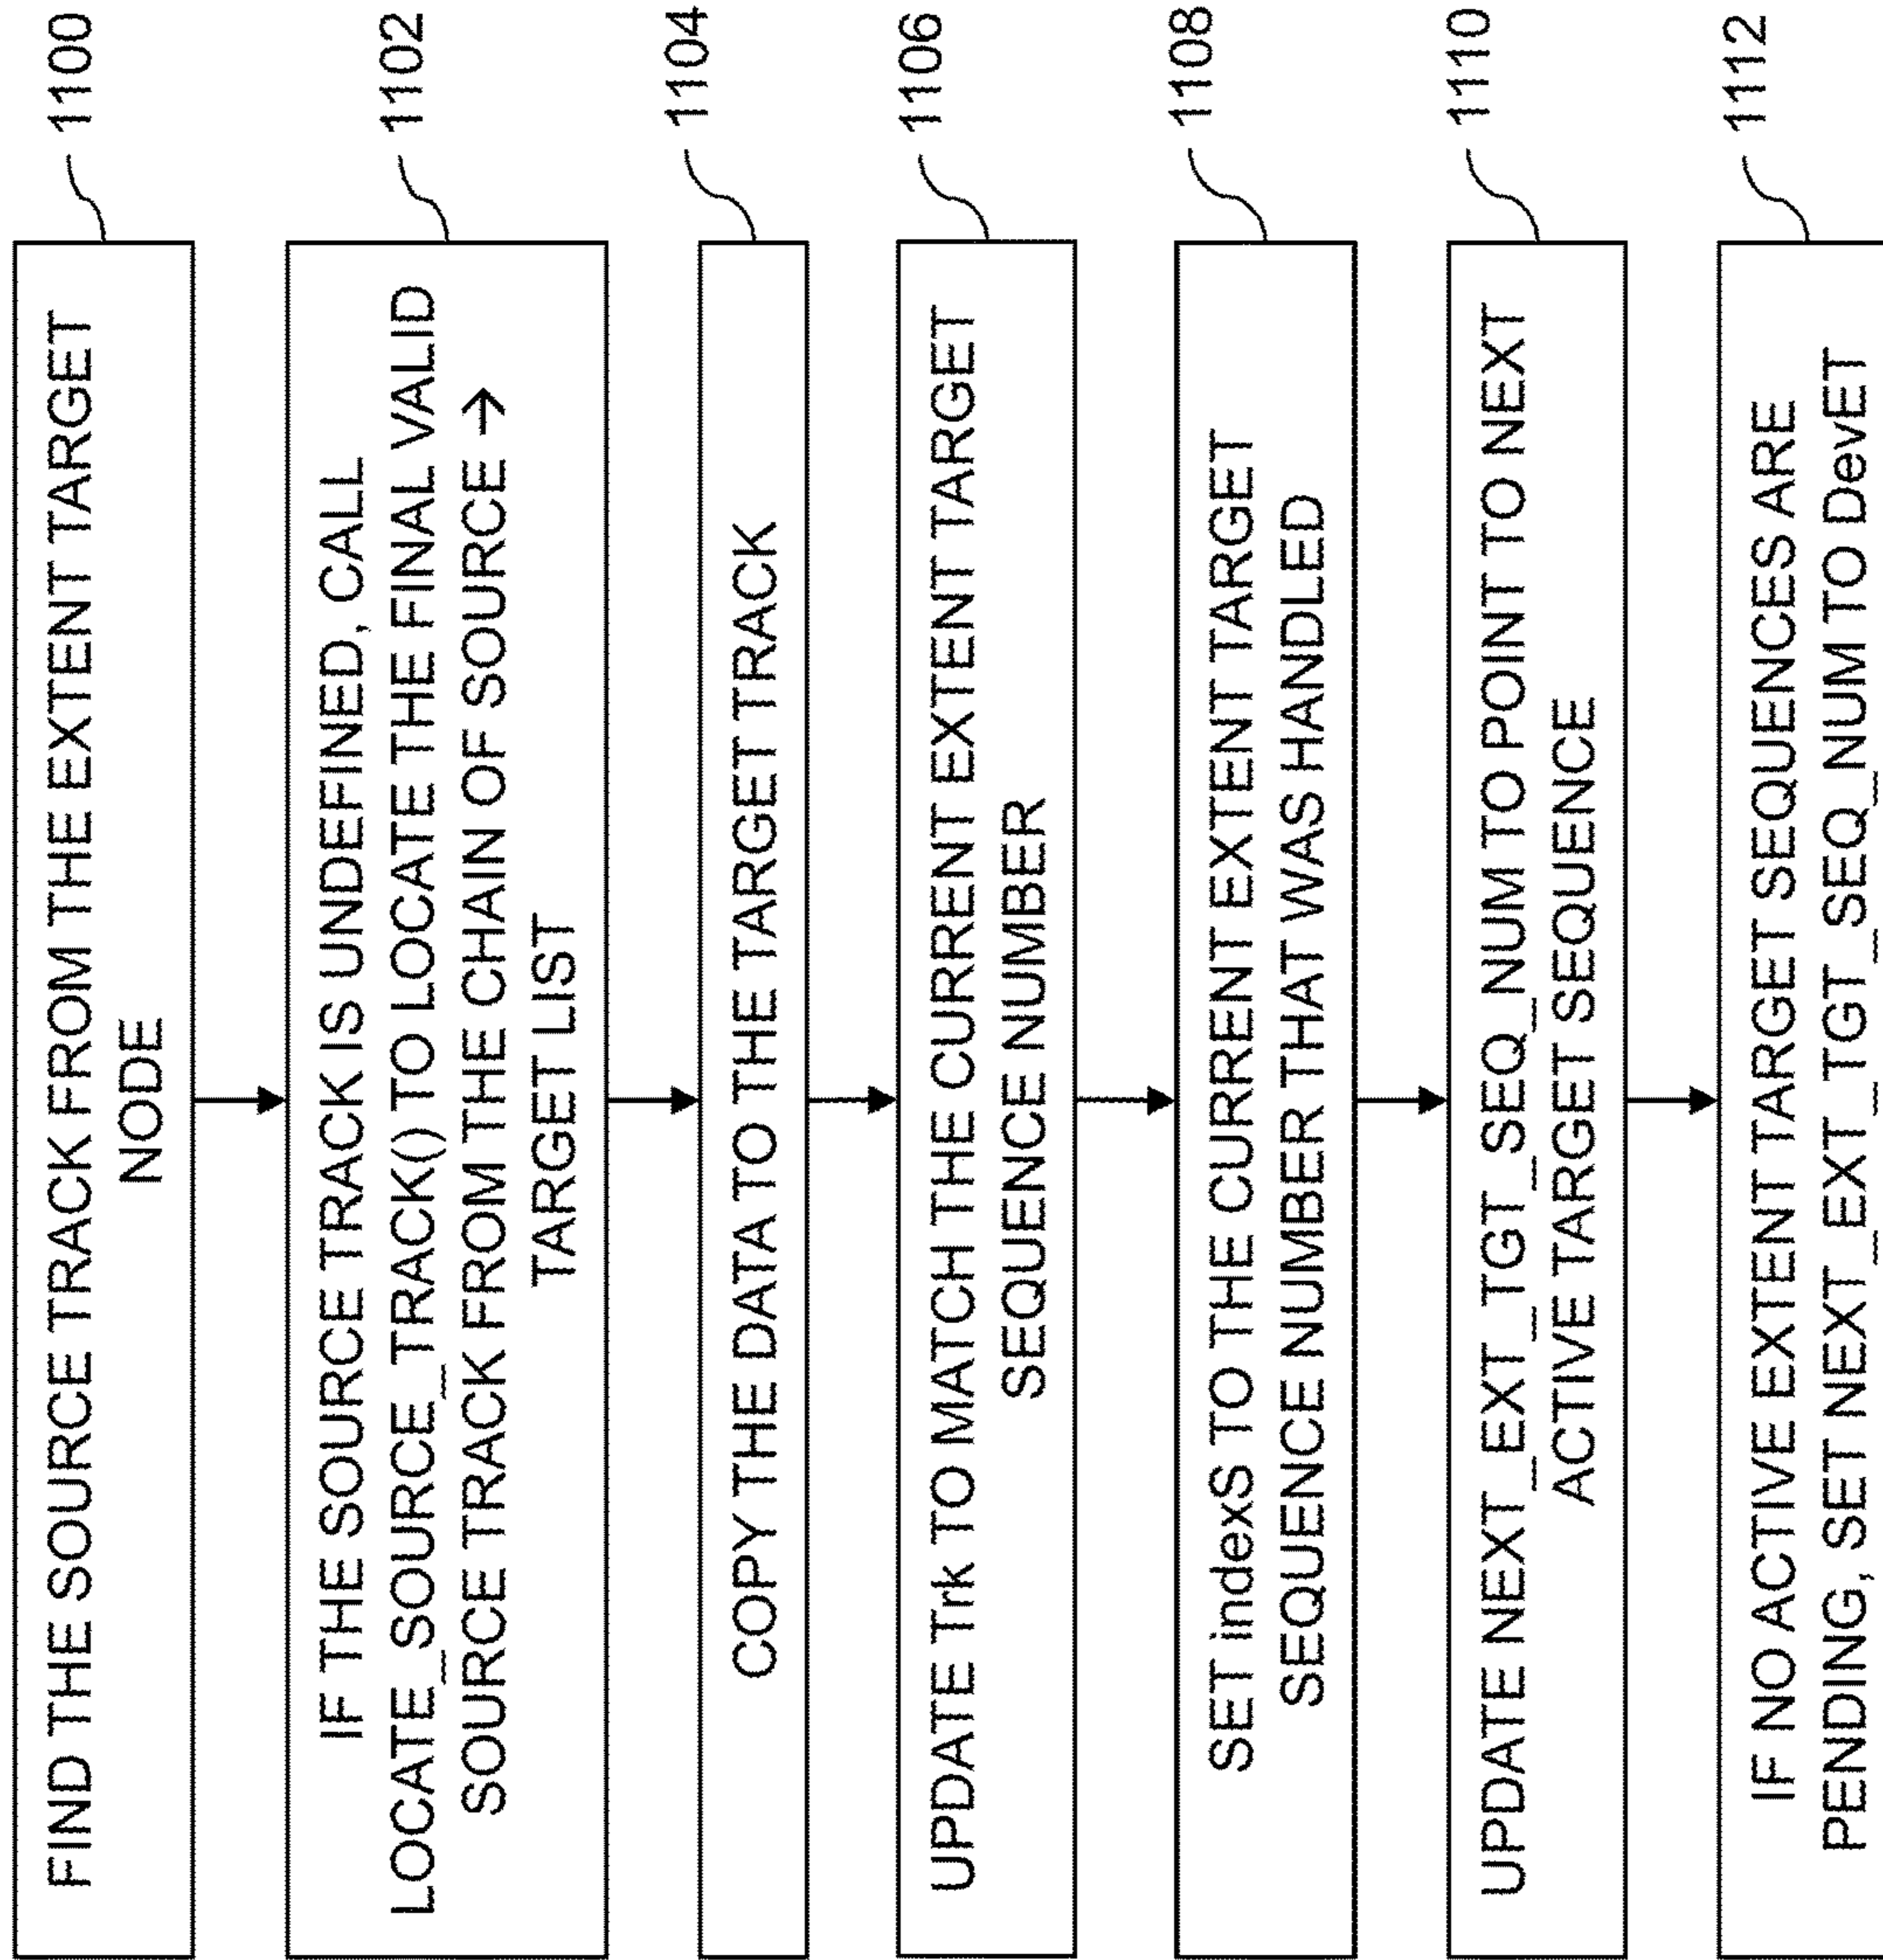 FIND THE SOURCE TRACK FROM THE EXTENT TARGET
NODE
1100
IF THE SOURCE TRACK IS UNDEFINED, CALL
LOCATE_SOURCE_TRACK() TO LOCATE THE FINAL VALID
SOURCE TRACK FROM THE CHAIN OF SOURCE →
TARGET LIST
1102
COPY THE DATA TO THE TARGET TRACK
1104
UPDATE Trk TO MATCH THE CURRENT EXTENT TARGET
SEQUENCE NUMBER
1106
SET indexS TO THE CURRENT EXTENT TARGET
SEQUENCE NUMBER THAT WAS HANDLED
1108
UPDATE NEXT_EXT_TGT_SEQ_NUM TO POINT TO NEXT
ACTIVE TARGET SEQUENCE
1110
IF NO ACTIVE EXTENT TARGET SEQUENCES ARE
PENDING, SET NEXT_EXT_TGT_SEQ_NUM TO DevET
1112